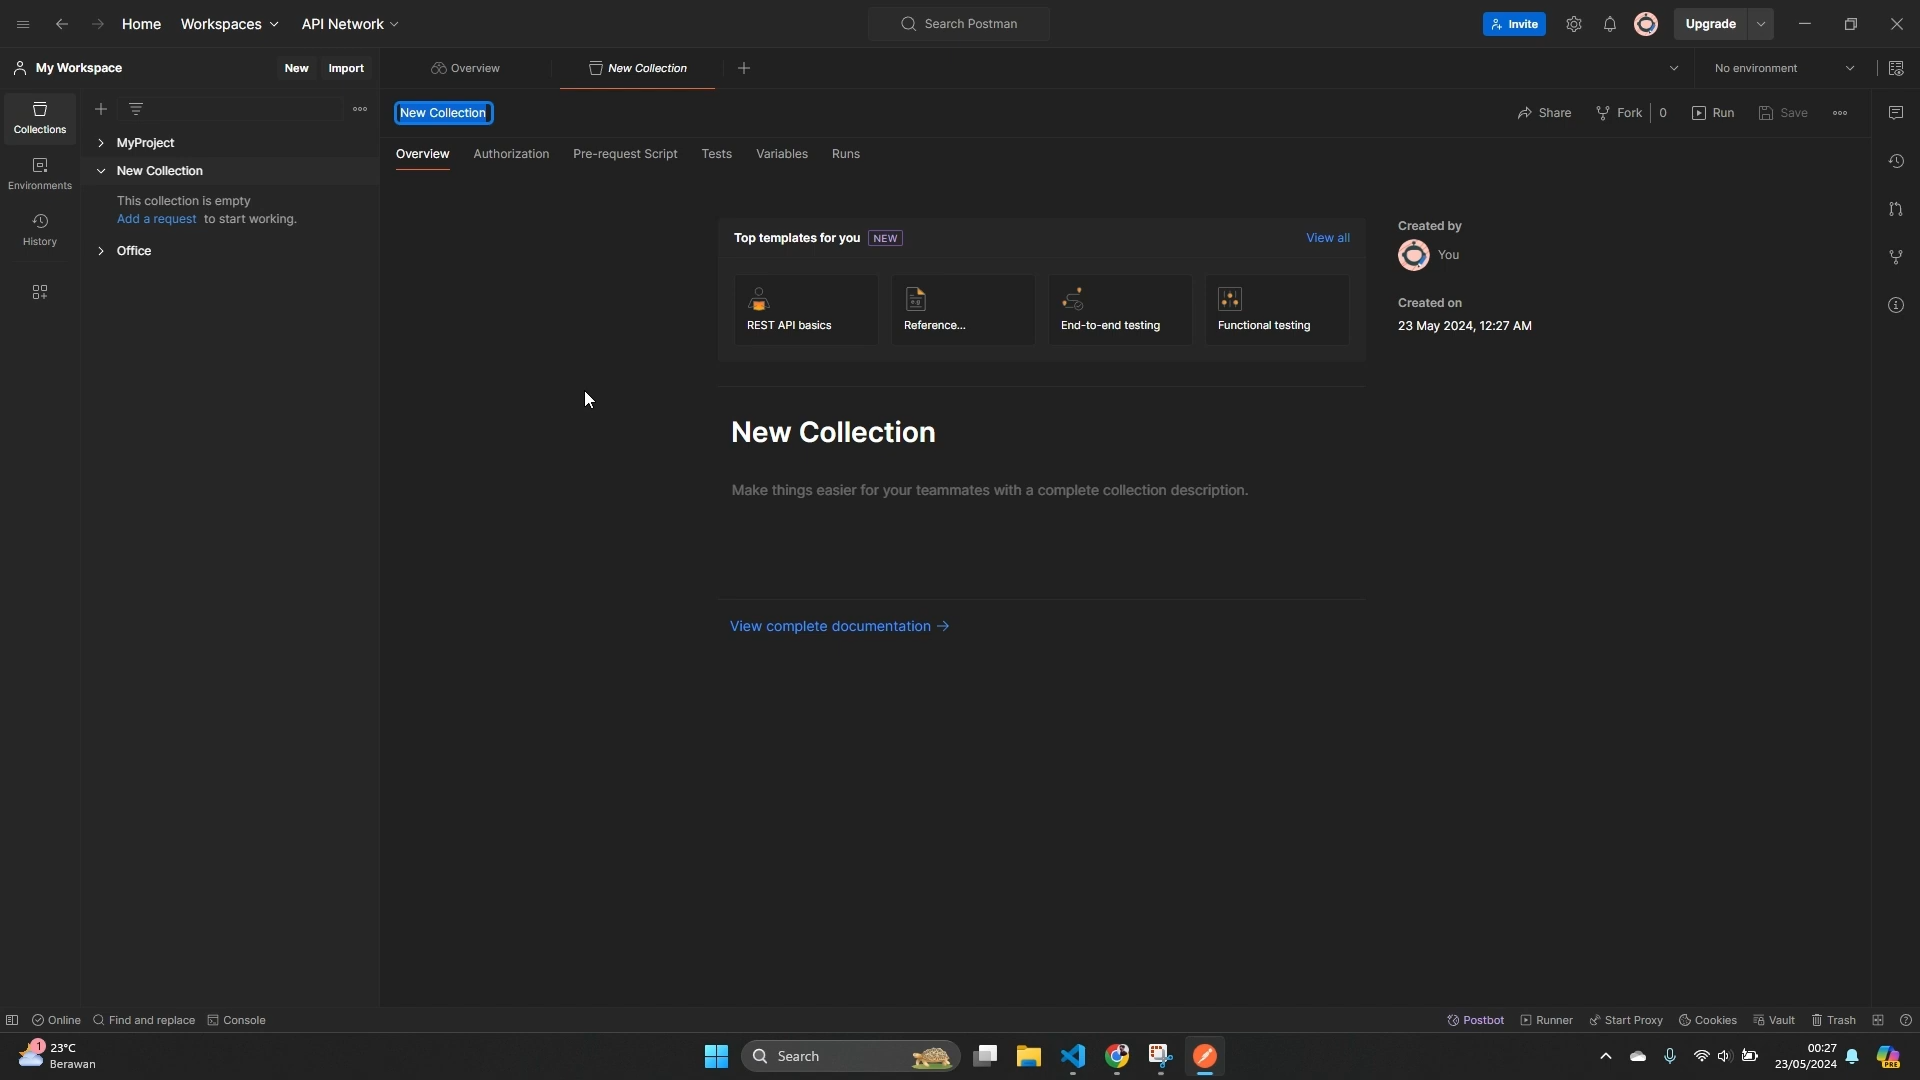 Home Workspaces API Network Search Postman Invite Upgrade
My Workspace New Import Overview New Collection No environment
Collections
MyProject
New Collection
This collection is empty
Add a request to start working.
Office
Environments
History
New Collection Share Fork 0 Run Save
Overview Authorization Pre-request Script Tests Variables Runs
Top templates for you NEW View all
REST API basics Reference... End-to-end testing Functional testing
Created by
You
Created on
23 May 2024, 12:27 AM
New Collection
Make things easier for your teammates with a complete collection description.
View complete documentation →
Online Find and replace Console Postbot Runner Start Proxy Cookies Vault Trash
1
23°C
Berawan
Search
00:27
23/05/2024
PRE